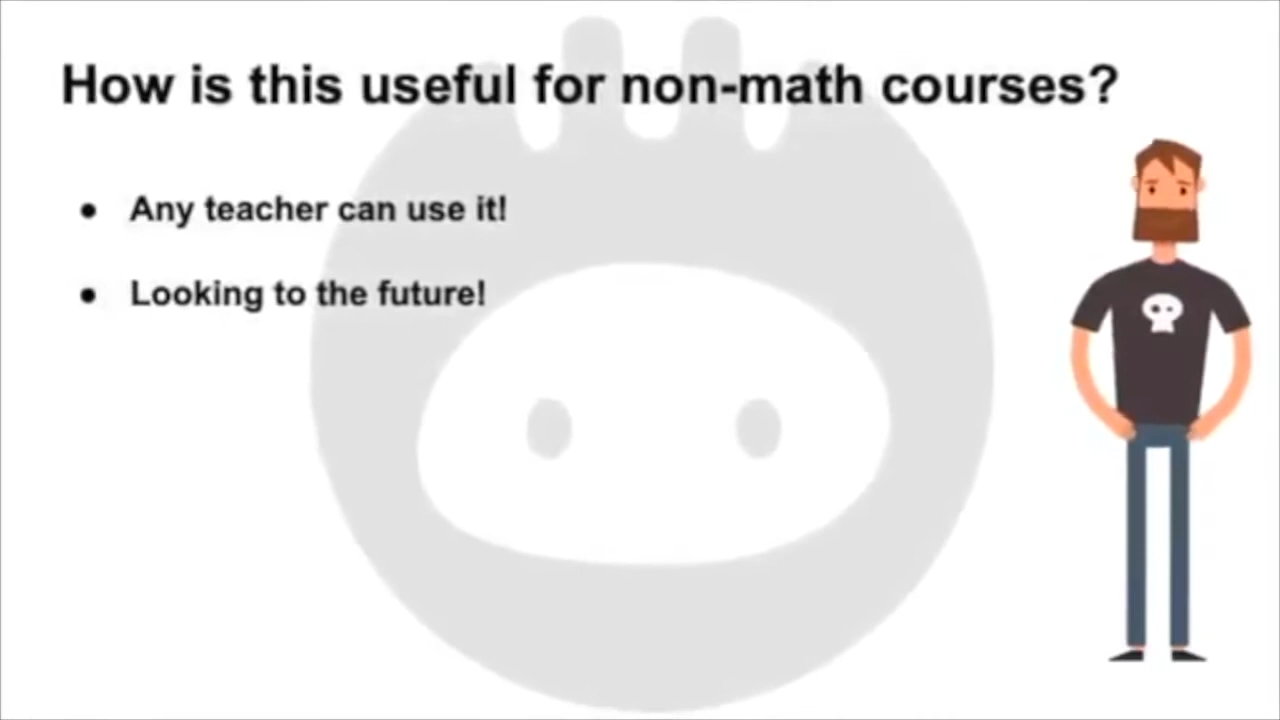 How is this useful for non-math courses?
● Any teacher can use it!
● Looking to the future!